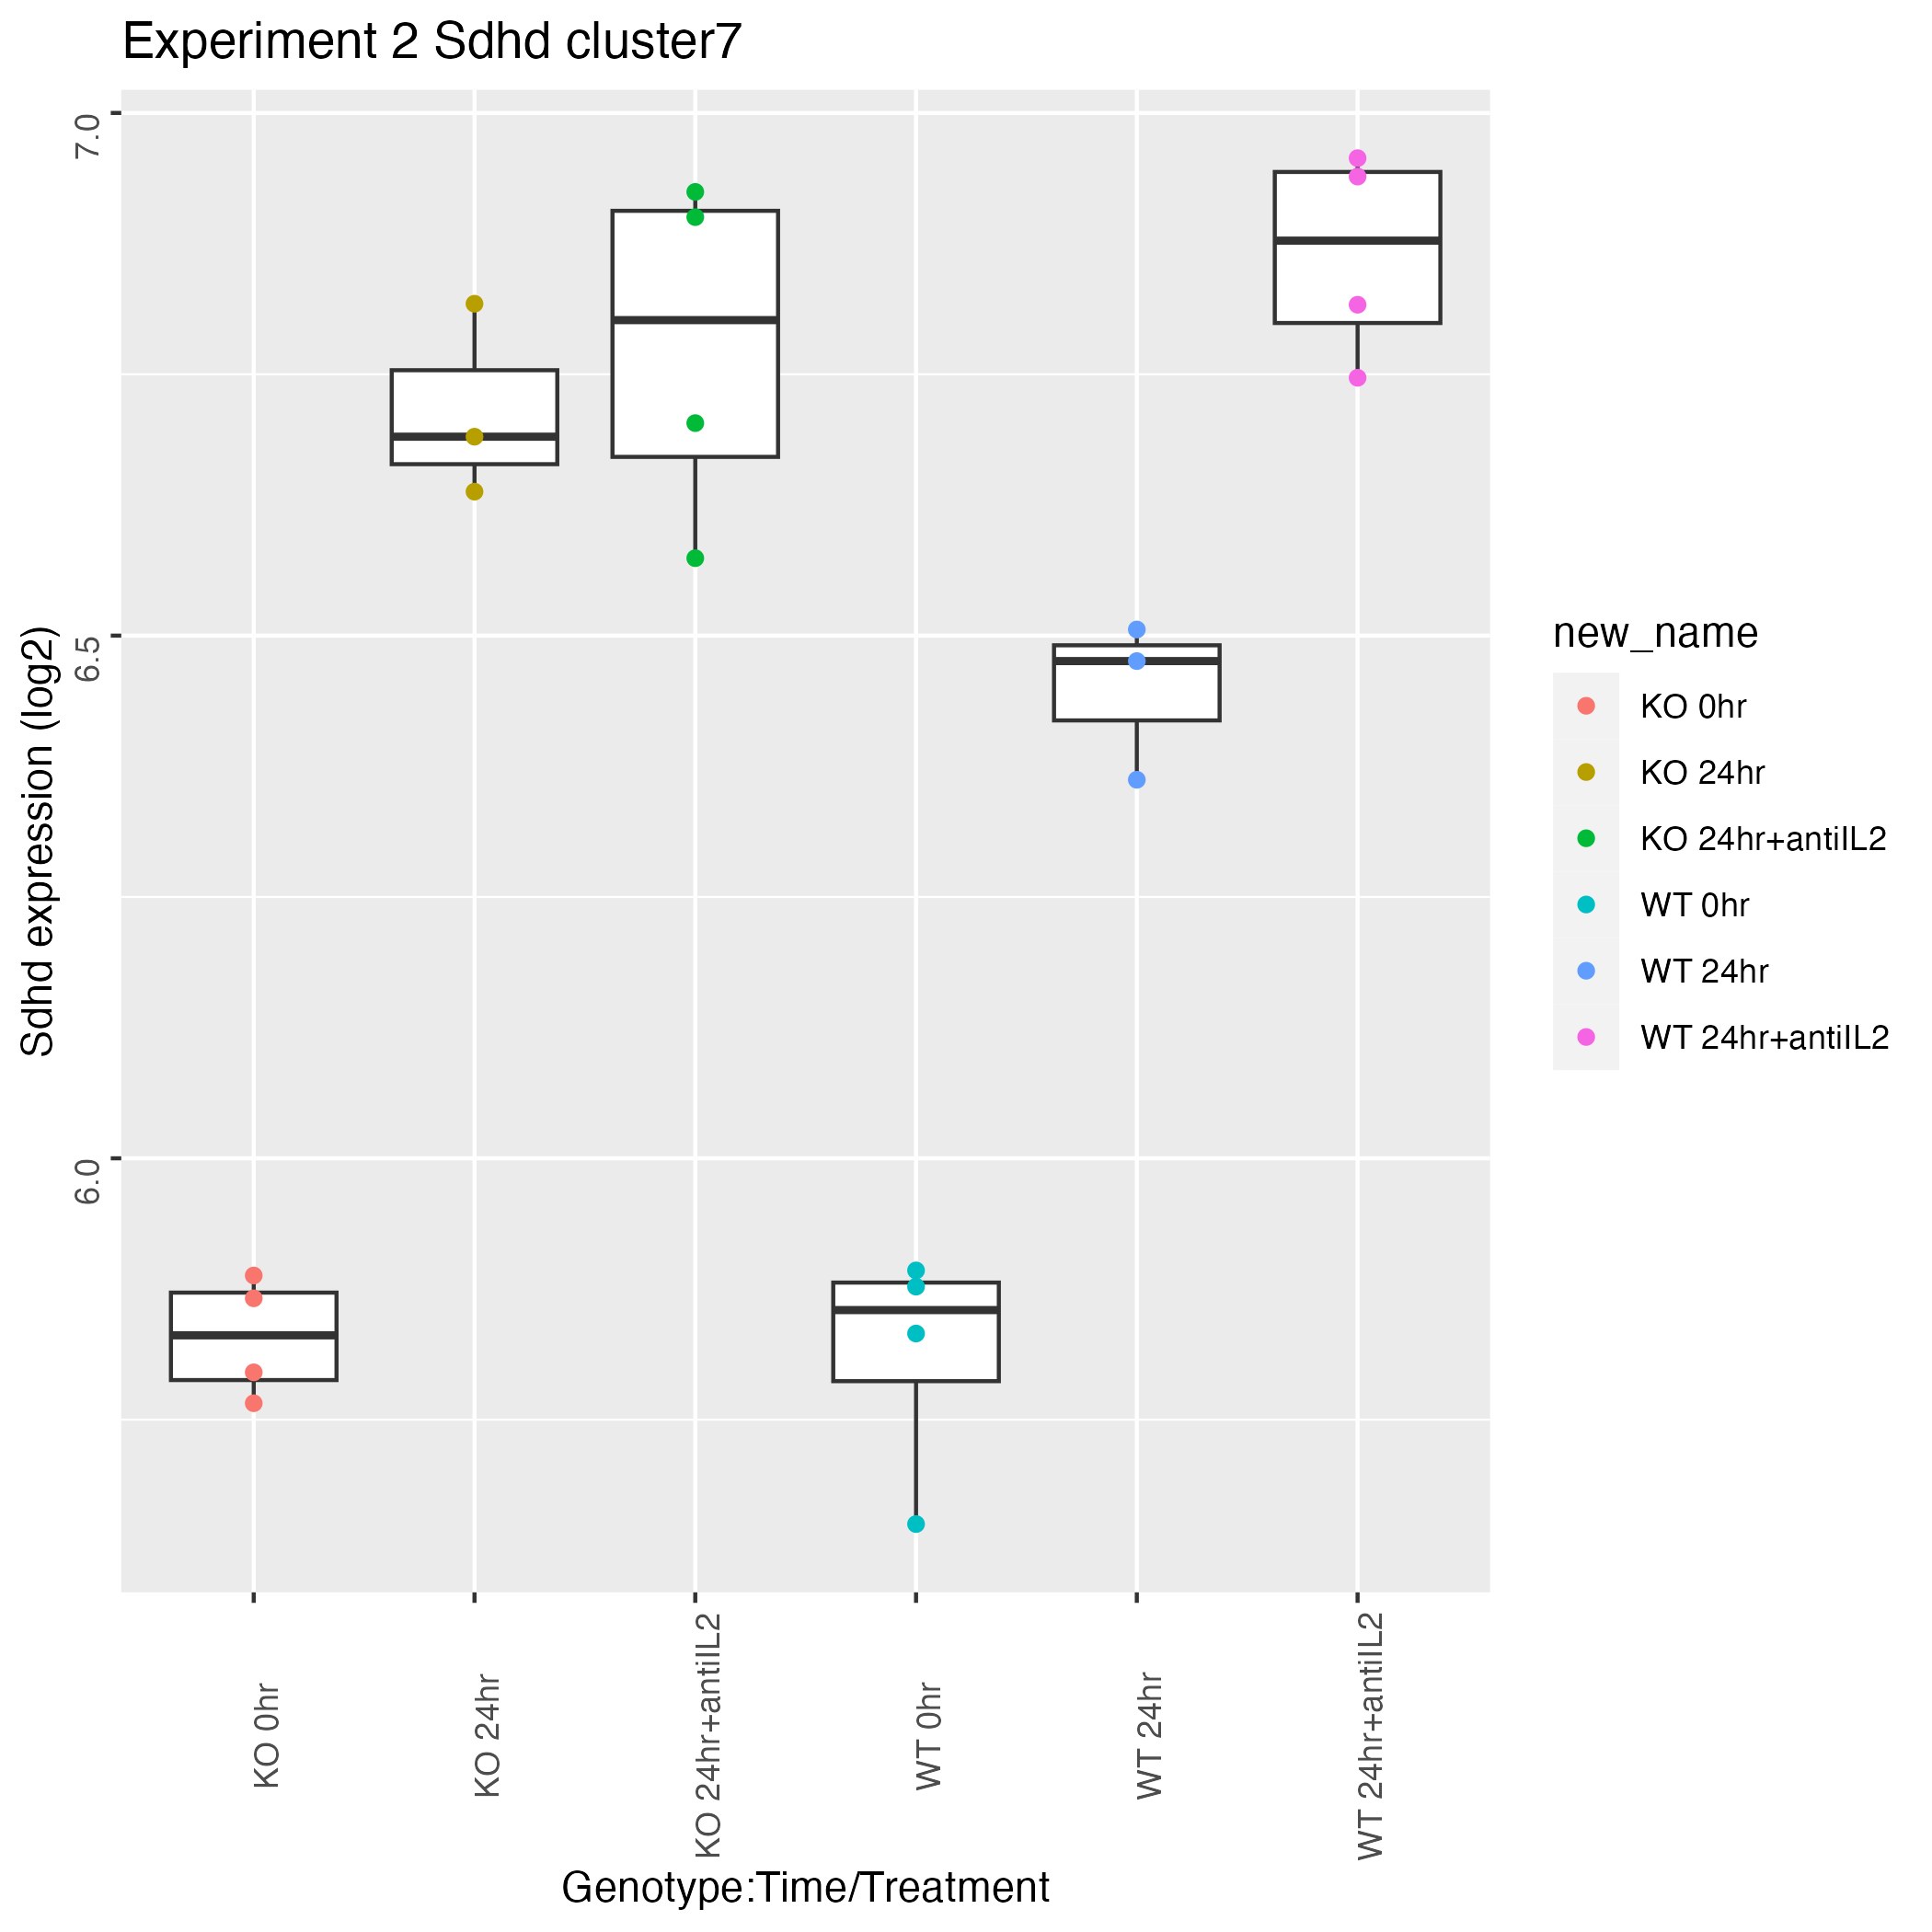 Experiment 2 Sdhd cluster7
7.0
6.5
6.0
Sdhd expression (log2)
KO 0hr
KO 24hr
KO 24hr+antiIL2
WT 0hr
WT 24hr
WT 24hr+antiIL2
Genotype:Time/Treatment
new_name
KO 0hr
KO 24hr
KO 24hr+antiIL2
WT 0hr
WT 24hr
WT 24hr+antiIL2